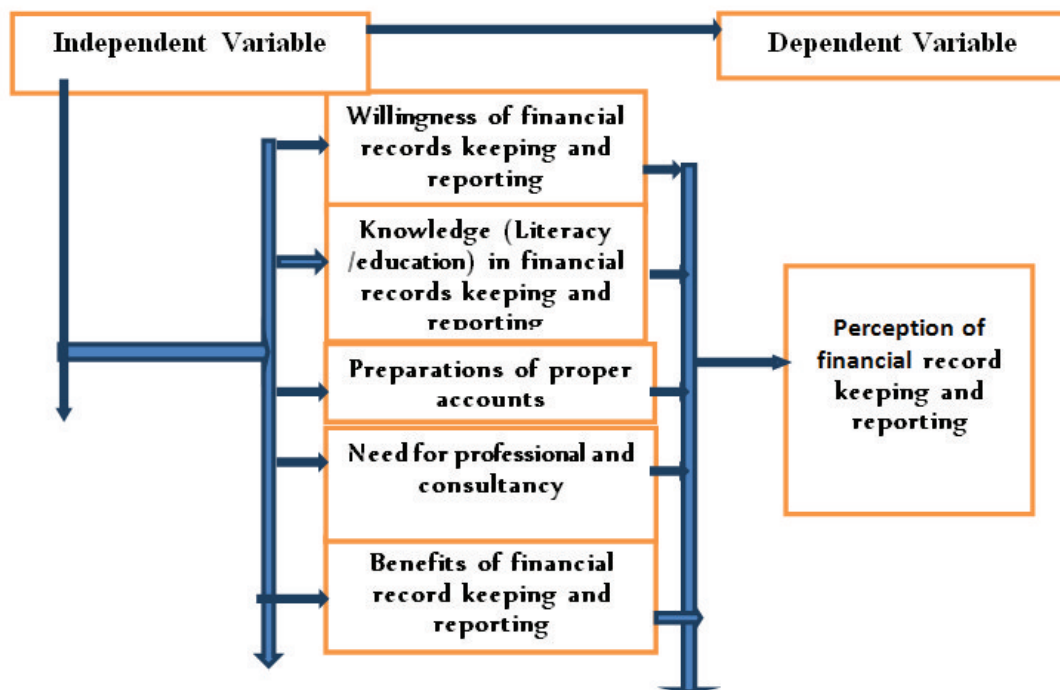 Independent Variable
Dependent Variable
Willingness of financial
records keeping and
reporting
Knowledge (Literacy
/education) in financial
records keeping and
reporting
Preparations of proper
accounts
Need for professional and
consultancy
Benefits of financial
record keeping and
reporting
Perception of
financial record
keeping and
reporting